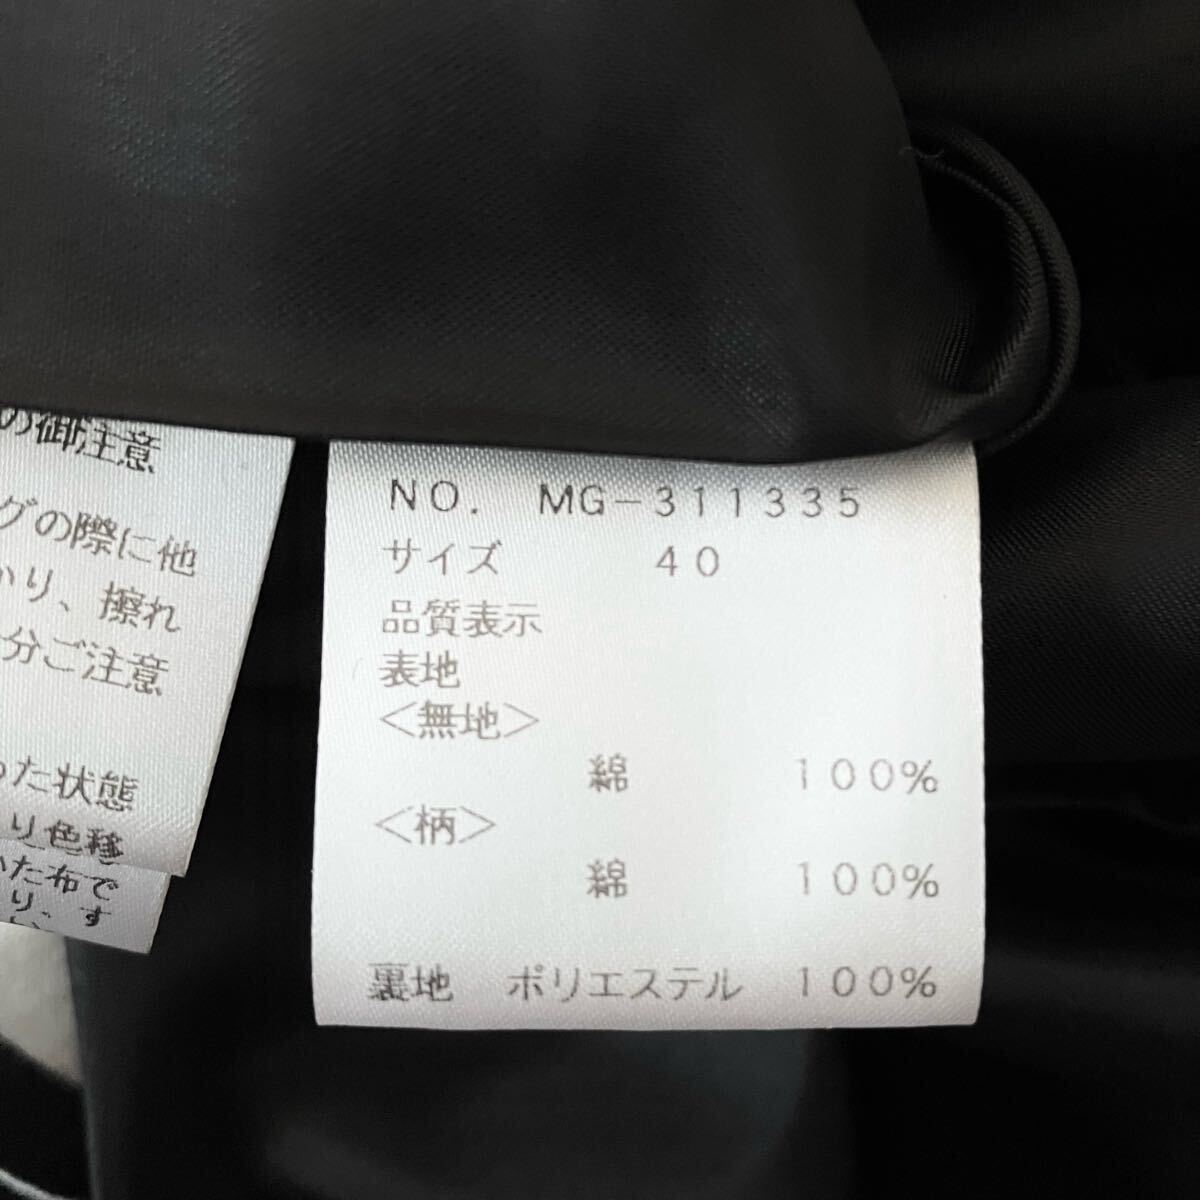 の御注意
グの際に他
かり、擦れ
分ご注意
った状態
り色移
いた布で
り、す
NO. MG-311335
サイズ 40
品質表示
表地
<無地>
綿 100%
<柄>
綿 100%
裏地 ポリエステル 100%